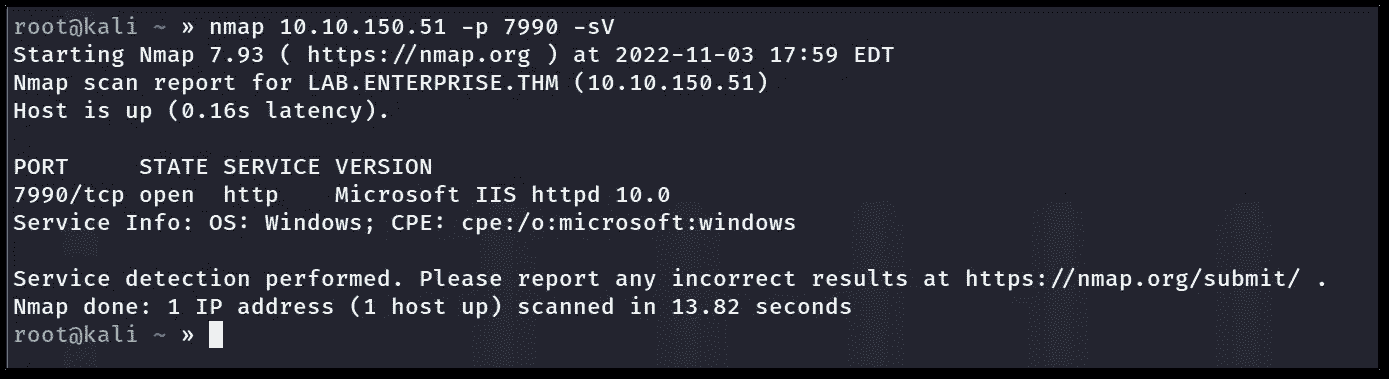 root@kali ~ » nmap 10.10.150.51 -p 7990 -sV
Starting Nmap 7.93 ( https://nmap.org ) at 2022-11-03 17:59 EDT
Nmap scan report for LAB.ENTERPRISE.THM (10.10.150.51)
Host is up (0.16s latency).
PORT     STATE SERVICE VERSION
7990/tcp open  http    Microsoft IIS httpd 10.0
Service Info: OS: Windows; CPE: cpe:/o:microsoft:windows
Service detection performed. Please report any incorrect results at https://nmap.org/submit/ .
Nmap done: 1 IP address (1 host up) scanned in 13.82 seconds
root@kali ~ »